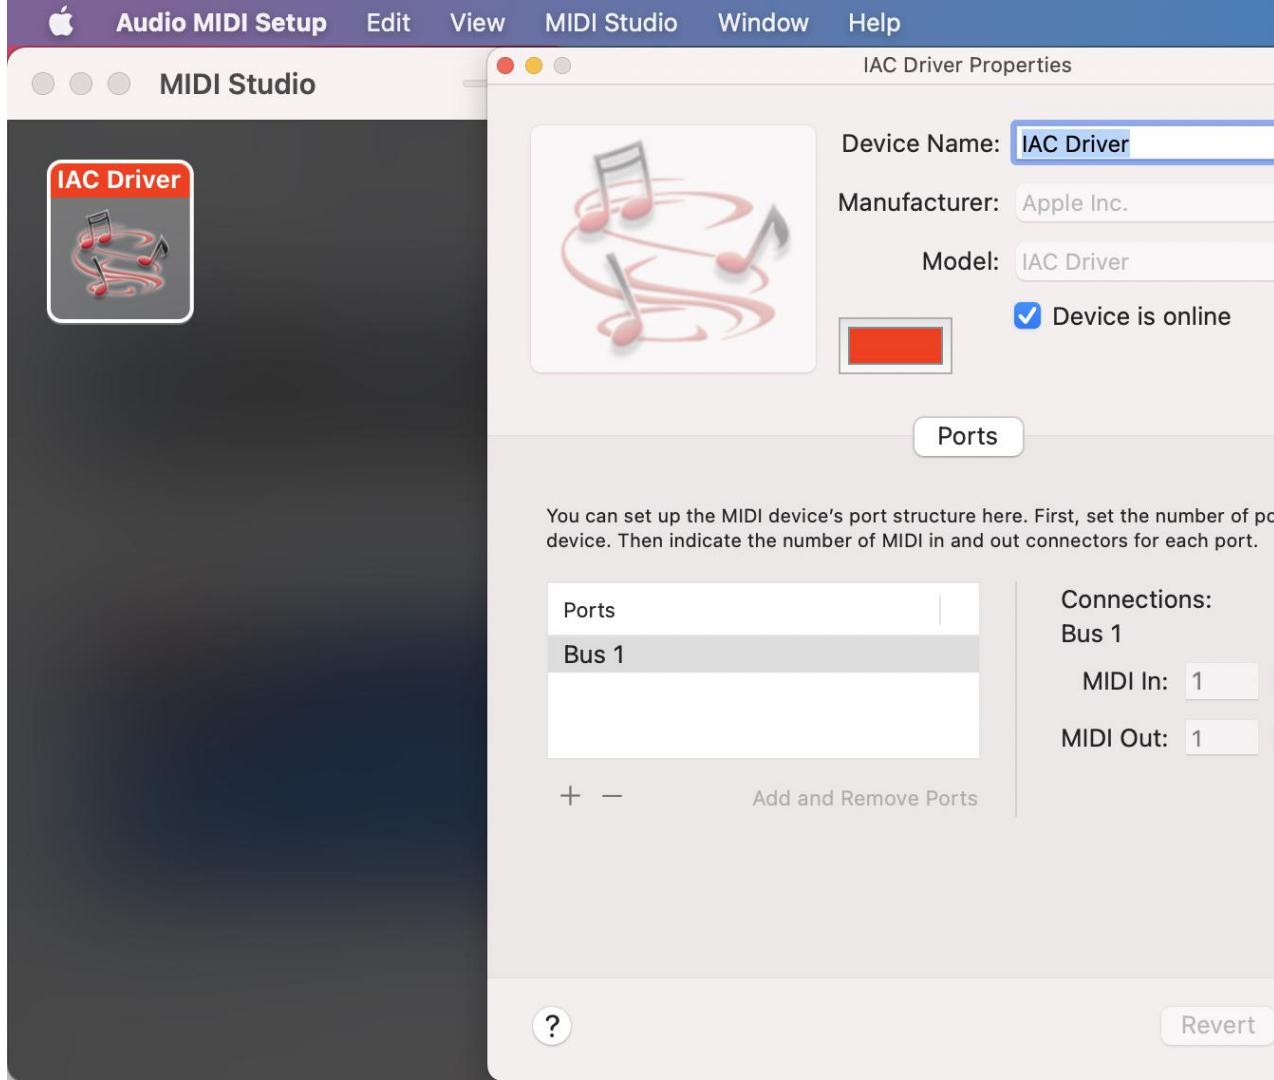 Audio MIDI Setup Edit View MIDI Studio Window Help
MIDI Studio
IAC Driver
IAC Driver Properties
Device Name: IAC Driver
Manufacturer: Apple Inc.
Model: IAC Driver
Device is online
Ports
You can set up the MIDI device's port structure here. First, set the number of po
device. Then indicate the number of MIDI in and out connectors for each port.
Ports
Bus 1
+ −
Add and Remove Ports
Connections:
Bus 1
MIDI In: 1
MIDI Out: 1
?
Revert